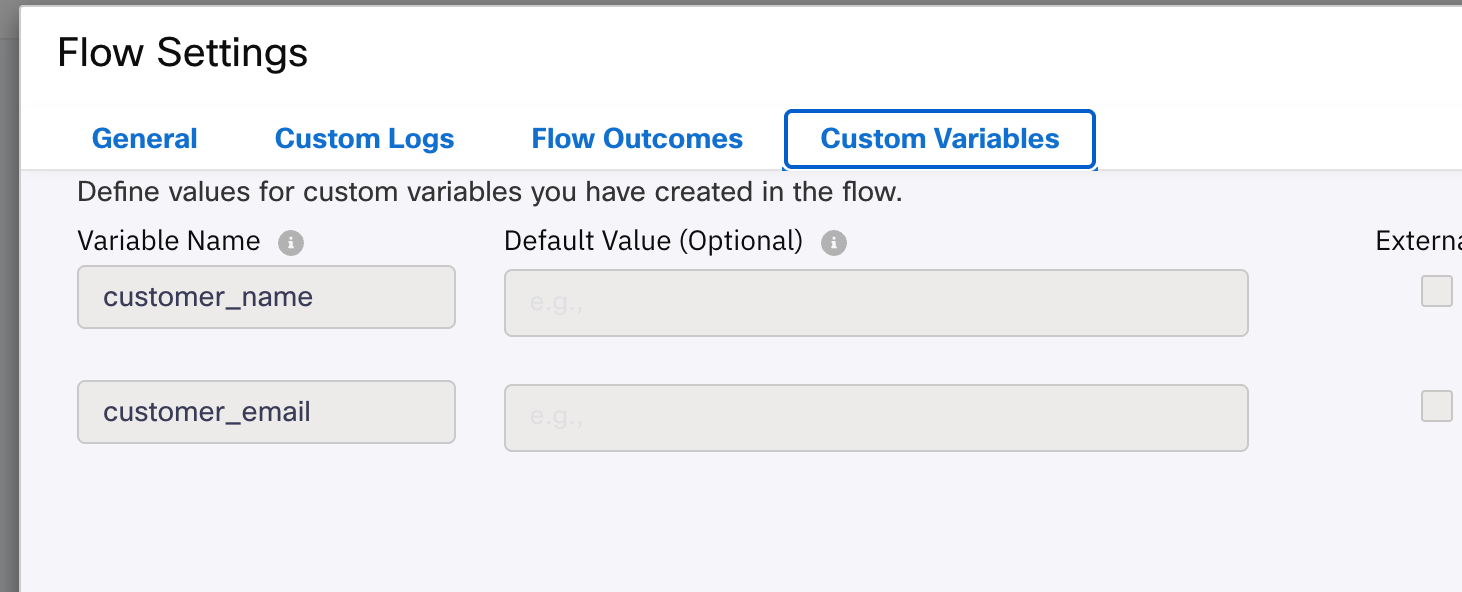 Flow Settings
General Custom Logs Flow Outcomes Custom Variables
Define values for custom variables you have created in the flow.
Variable Name Default Value (Optional) Externa
customer_name e.g.,
customer_email e.g.,